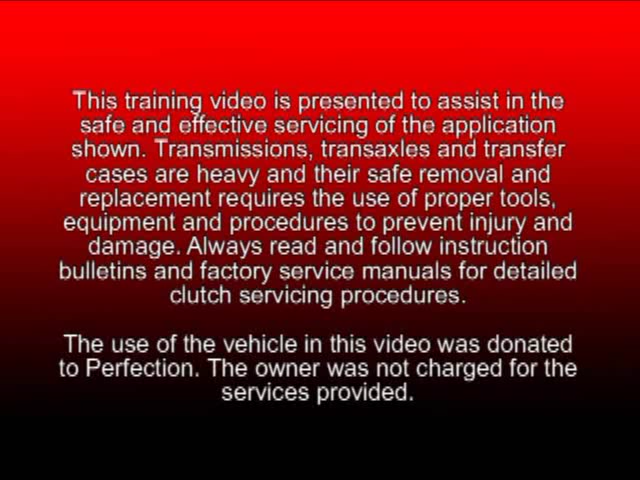 This training video is presented to assist in the
safe and effective servicing of the application
shown. Transmissions, transaxles and transfer
cases are heavy and their safe removal and
replacement requires the use of proper tools,
equipment and procedures to prevent injury and
damage. Always read and follow instruction
bulletins and factory service manuals for detailed
clutch servicing procedures.
The use of the vehicle in this video was donated
to Perfection. The owner was not charged for the
services provided.